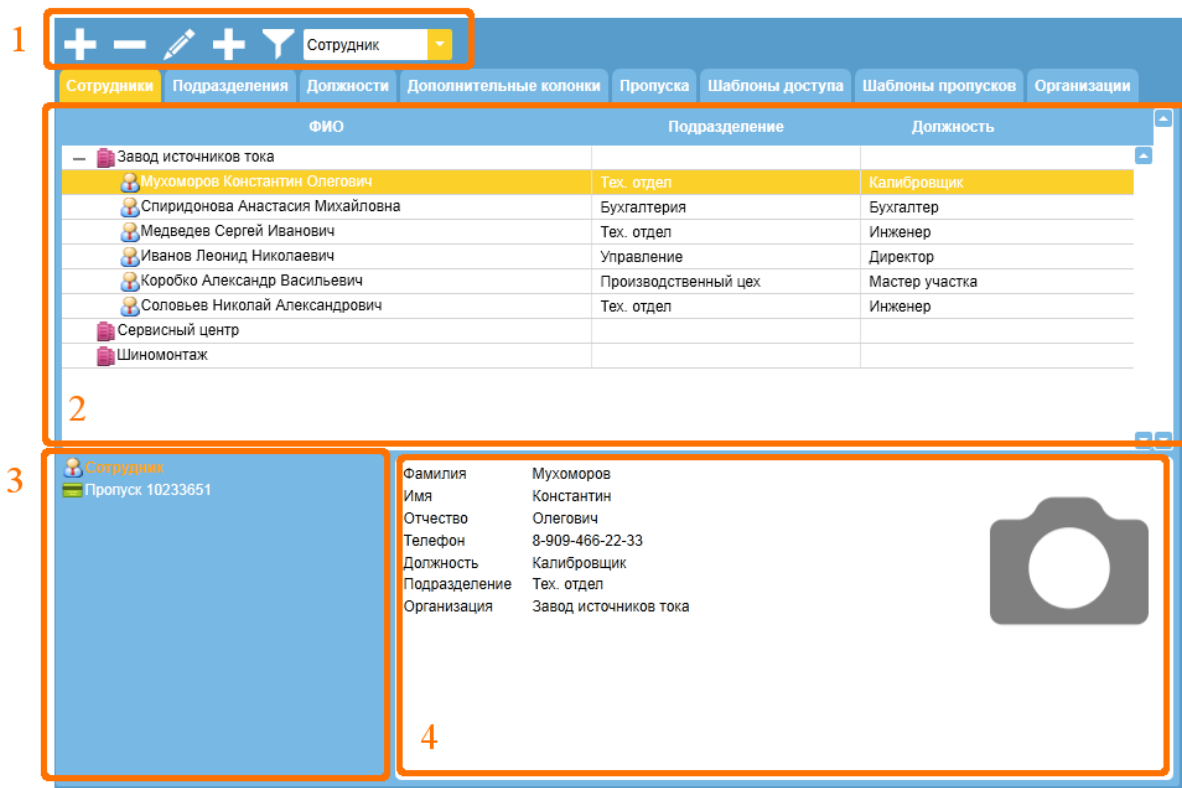 1
Сотрудник
Сотрудники Подразделения Должности Дополнительные колонки Пропуска Шаблоны доступа Шаблоны пропусков Организации
ФИО Подразделение Должность
Завод источников тока
Мухоморов Константин Олегович Тех. отдел Калибровщик
Спиридонова Анастасия Михайловна Бухгалтерия Бухгалтер
Медведев Сергей Иванович Тех. отдел Инженер
Иванов Леонид Николаевич Управление Директор
Коробко Александр Васильевич Производственный цех Мастер участка
Соловьев Николай Александрович Тех. отдел Инженер
Сервисный центр
Шиномонтаж
2
3
Сотрудник
Пропуск 10233651
Фамилия Мухоморов
Имя Константин
Отчество Олегович
Телефон 8-909-466-22-33
Должность Калибровщик
Подразделение Тех. отдел
Организация Завод источников тока
4